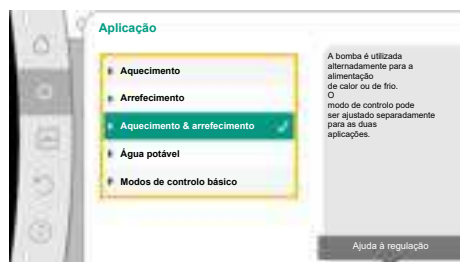 Aplicação
Aquecimento
Arrefecimento
Aquecimento & arrefecimento
Água potável
Modos de controlo básico
A bomba é utilizada
alternadamente para a
alimentação
de calor ou de frio.
O
modo de controlo pode
ser ajustado separadamente
para as duas
aplicações.
Ajuda à regulação